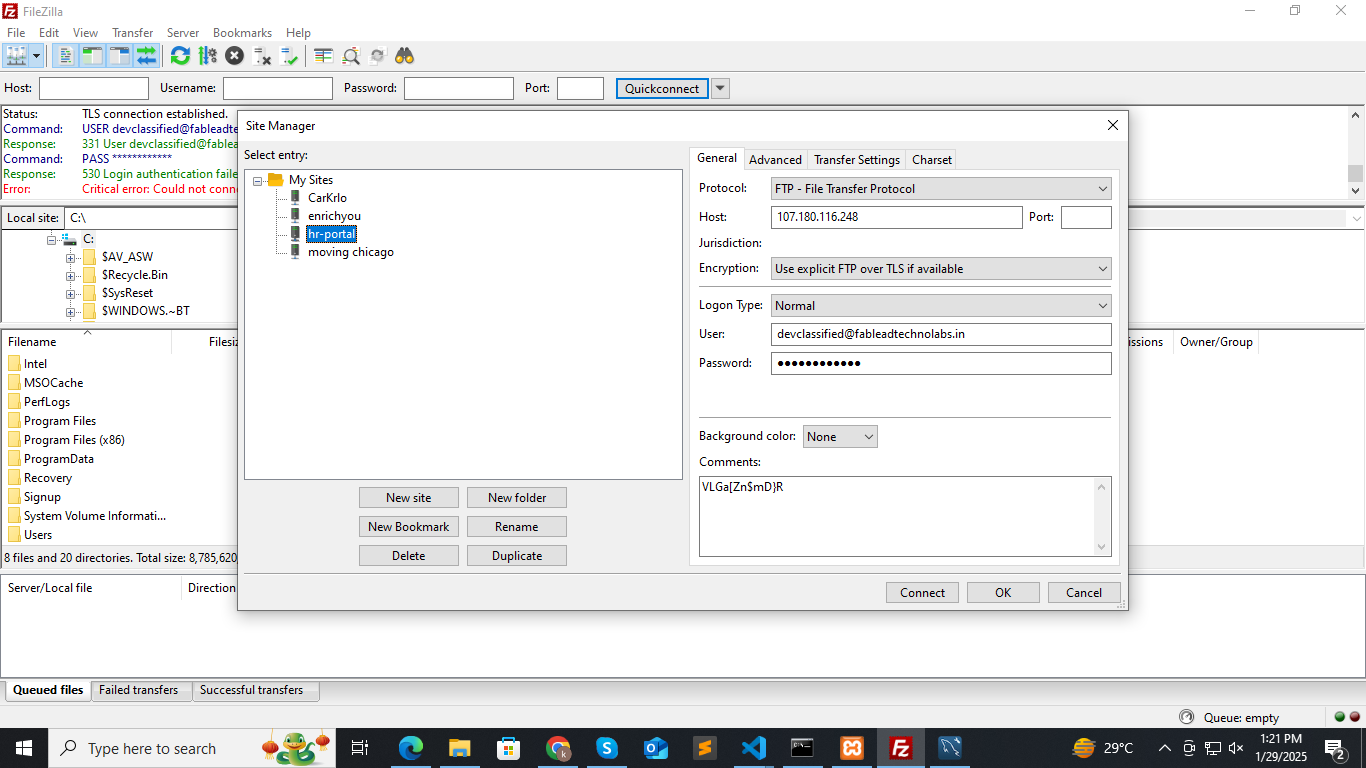 FileZilla
File Edit View Transfer Server Bookmarks Help
Host: Username: Password: Port: Quickconnect
Status: TLS connection established.
Command: USER devclassified@fableadte
Response: 331 User devclassified@fablea
Command: PASS ************
Response: 530 Login authentication faile
Error: Critical error: Could not conne
Local site: C:\
C:
$AV_ASW
$Recycle.Bin
$SysReset
$WINDOWS.~BT
Filename Filesiz
Intel
MSOCache
PerfLogs
Program Files
Program Files (x86)
ProgramData
Recovery
Signup
System Volume Informati...
Users
8 files and 20 directories. Total size: 8,785,620
Server/Local file Direction
Site Manager
Select entry:
My Sites
CarKrlo
enrichyou
hr-portal
moving chicago
New site New folder
New Bookmark Rename
Delete Duplicate
General Advanced Transfer Settings Charset
Protocol: FTP - File Transfer Protocol
Host: 107.180.116.248 Port:
Jurisdiction:
Encryption: Use explicit FTP over TLS if available
Logon Type: Normal
User: devclassified@fableadtechnolabs.in
Password: ●●●●●●●●●●●●
Background color: None
Comments:
VLGa[Zn$mD}R
Connect OK Cancel
issions Owner/Group
Queued files Failed transfers Successful transfers
Queue: empty
Type here to search
29°C
1:21 PM
1/29/2025
2